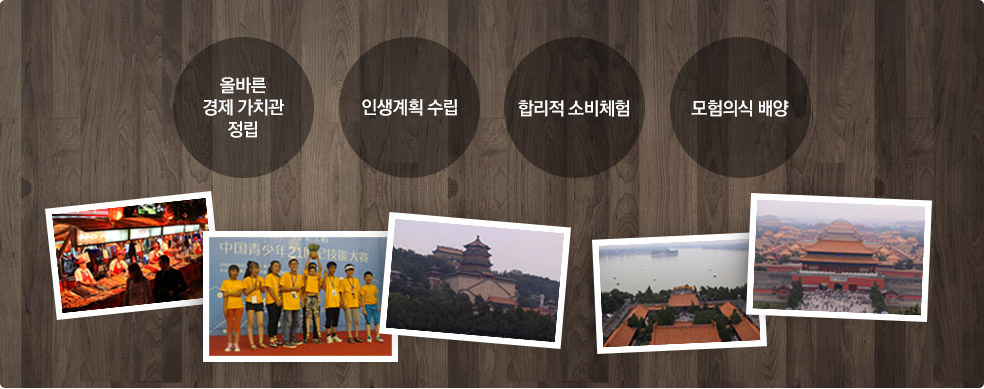 올바른
경제 가치관
정립
인생계획 수립
합리적 소비체험
모험의식 배양
中国青少年21世纪技能大赛